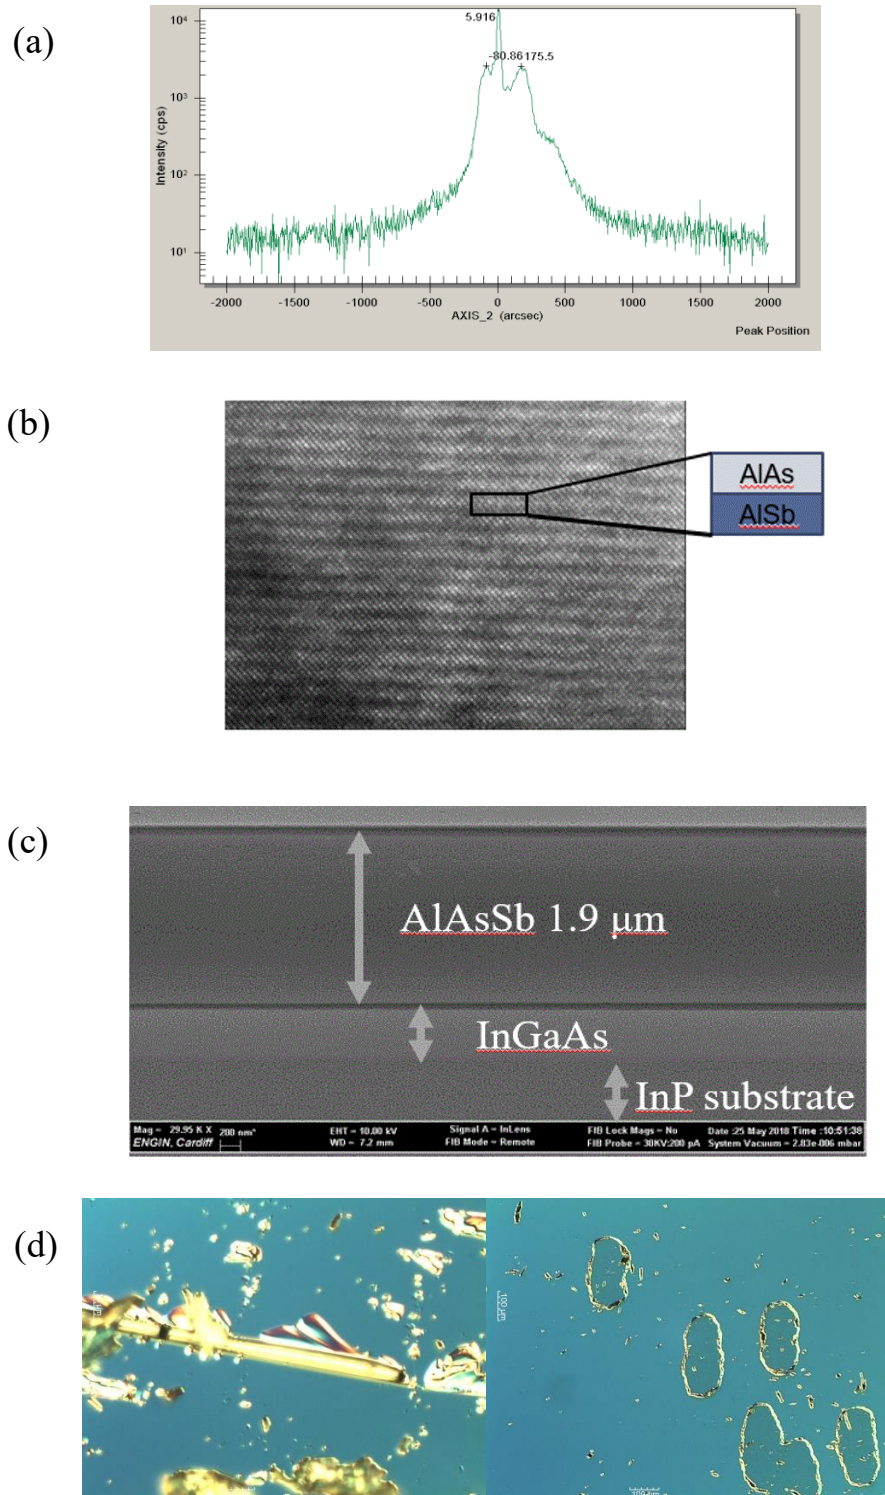 (a)
10⁴
5.916
-80.86 175.5
10³
Intensity (cps)
10²
10¹
-2000 -1500 -1000 -500 0 500 1000 1500 2000
AXIS_2 (arcsec)
Peak Position
(b)
AlAs
AlSb
(c)
AlAsSb 1.9 μm
InGaAs
InP substrate
Mag = 29.95 K X 200 nm* EHT = 10.00 kV Signal A = InLens FIB Lock Mags = No Date :25 May 2018 Time :10:51:38
ENGIN, Cardiff WD = 7.2 mm FIB Mode = Remote FIB Probe = 30KV:200 pA System Vacuum = 2.83e-006 mbar
(d)
100 µm